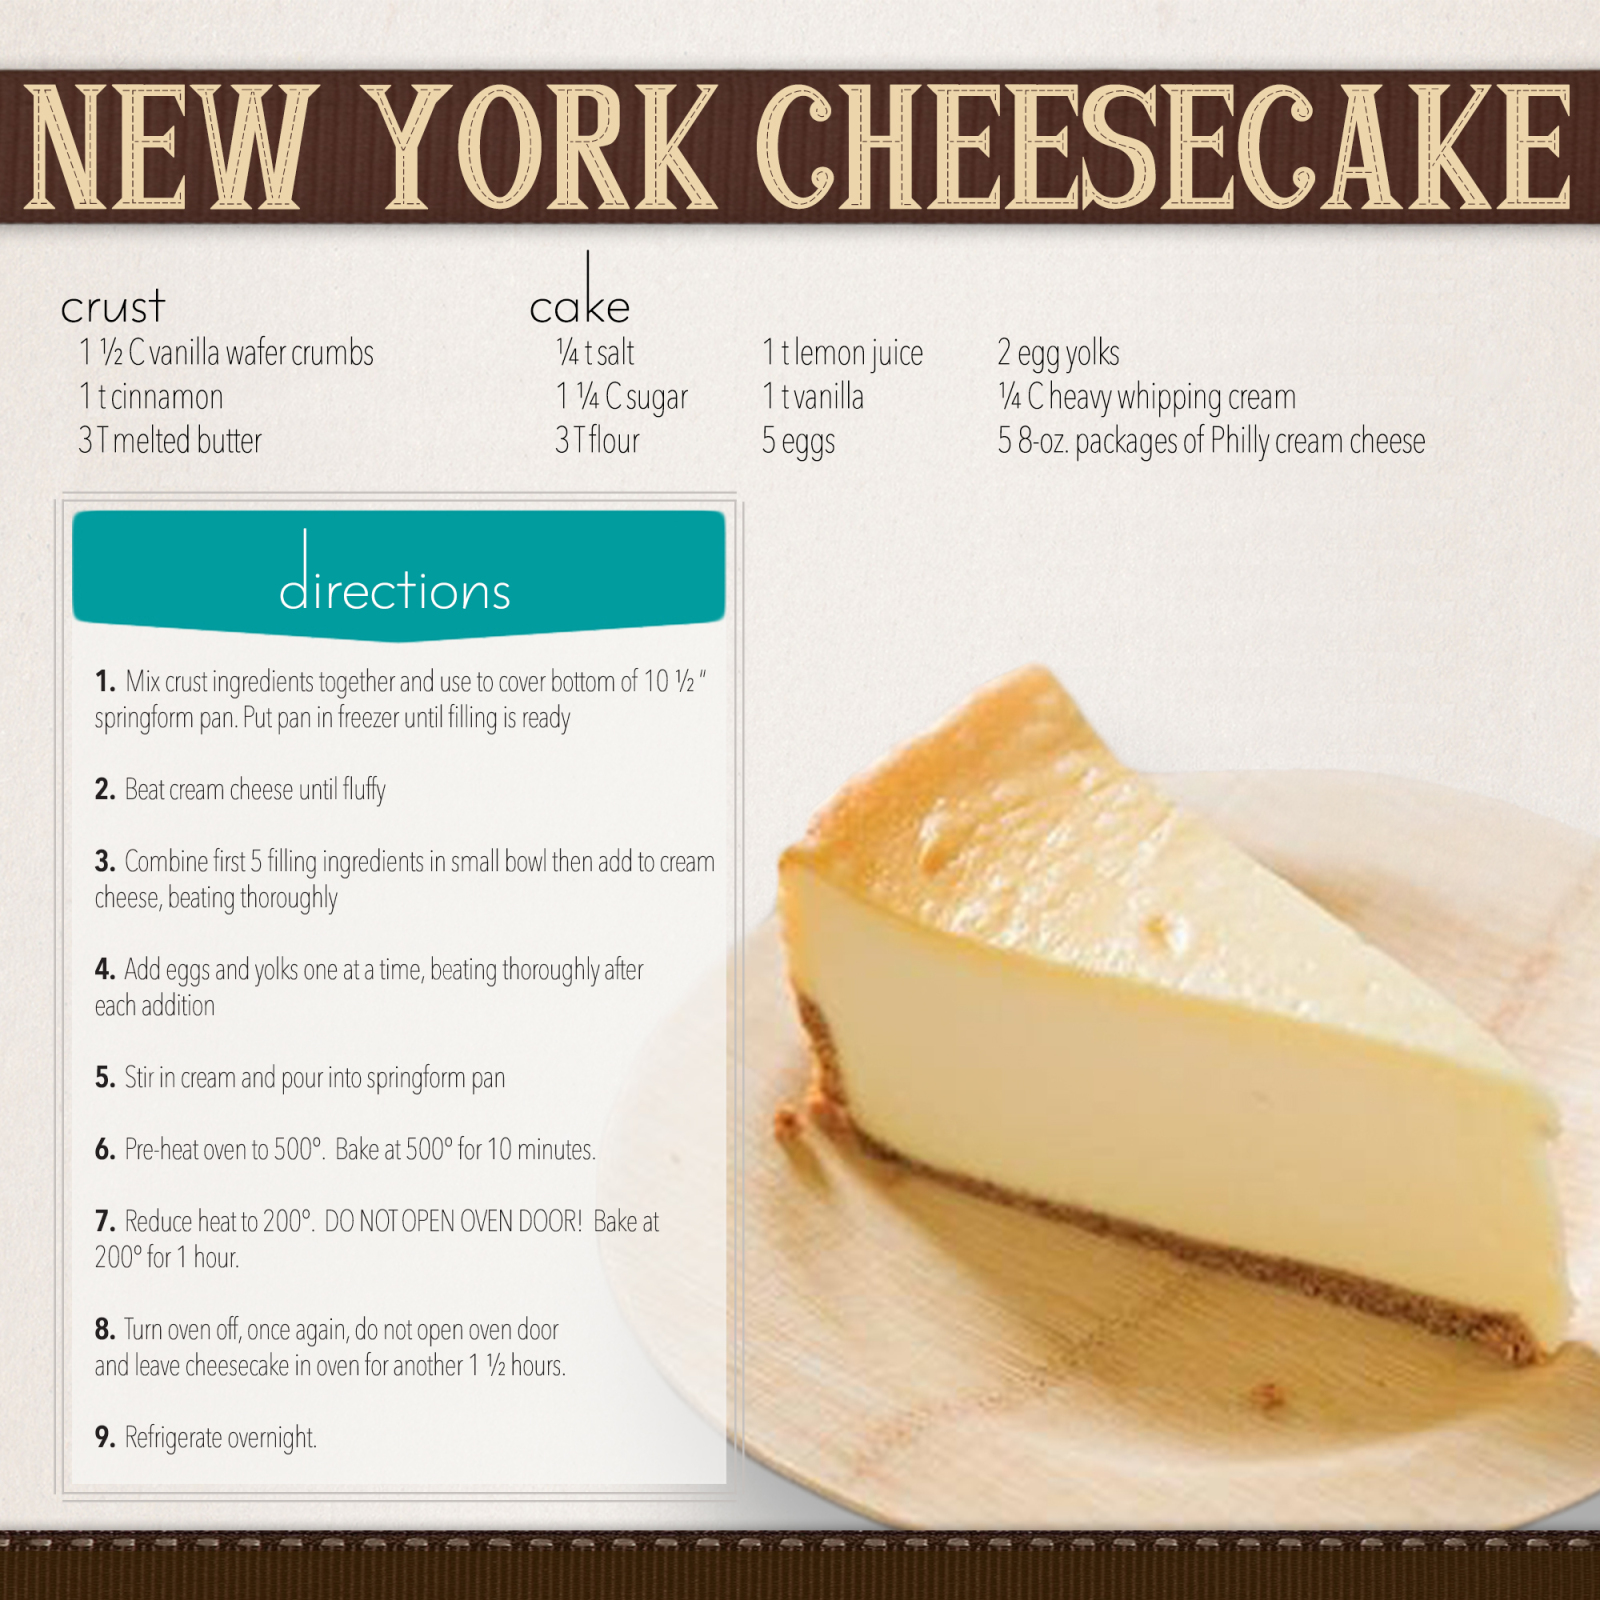 NEW YORK CHEESECAKE
crust
1 ½ C vanilla wafer crumbs
1 t cinnamon
3 T melted butter
cake
¼ t salt
1 ¼ C sugar
3 T flour
1 t lemon juice
1 t vanilla
5 eggs
2 egg yolks
¼ C heavy whipping cream
5 8-oz. packages of Philly cream cheese
directions
1. Mix crust ingredients together and use to cover bottom of 10 ½ "
springform pan. Put pan in freezer until filling is ready
2. Beat cream cheese until fluffy
3. Combine first 5 filling ingredients in small bowl then add to cream
cheese, beating thoroughly
4. Add eggs and yolks one at a time, beating thoroughly after
each addition
5. Stir in cream and pour into springform pan
6. Pre-heat oven to 500°. Bake at 500° for 10 minutes.
7. Reduce heat to 200°. DO NOT OPEN OVEN DOOR! Bake at
200° for 1 hour.
8. Turn oven off, once again, do not open oven door
and leave cheesecake in oven for another 1 ½ hours.
9. Refrigerate overnight.